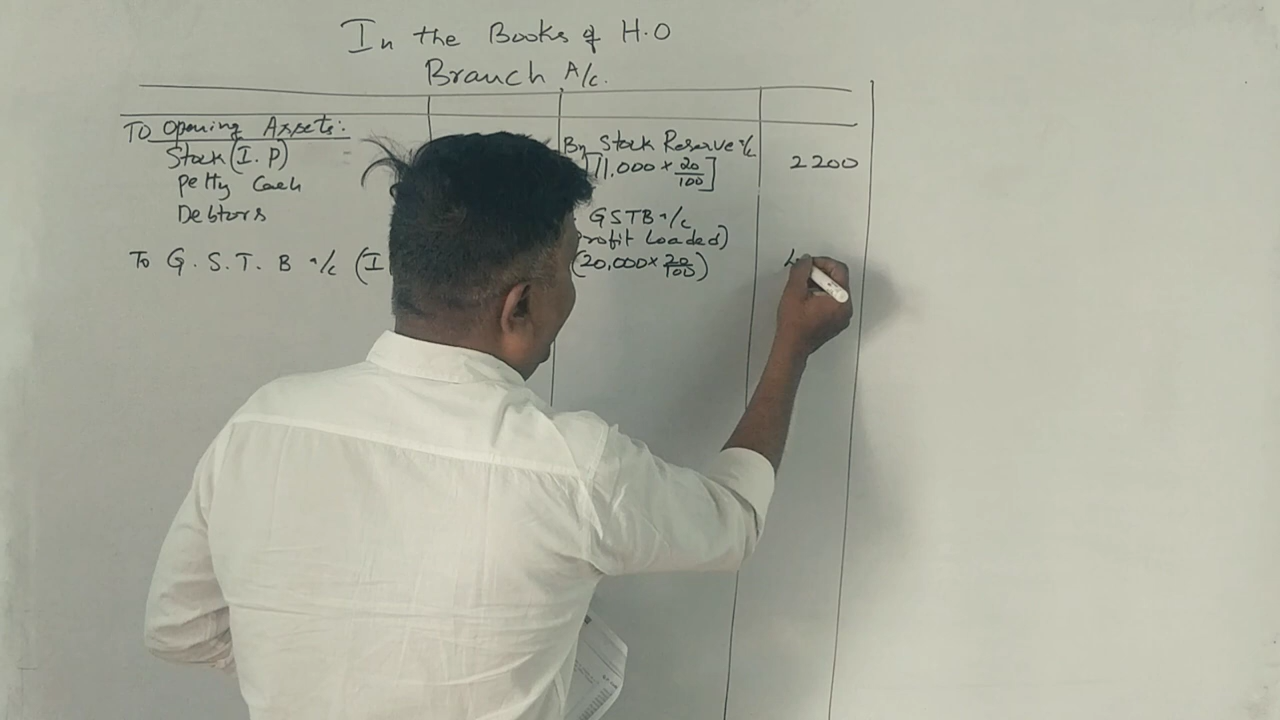 In the Books of H.O
Branch A/c.
To Opening Assets:-
Stock (I.P)
Petty Cash
Debtors
To G.S.T.B a/c (I
By Stock Reserve a/c
11,000 × 20/100] 2200
GSTB a/c
rofit Loaded)
(20,000 × 20/100)